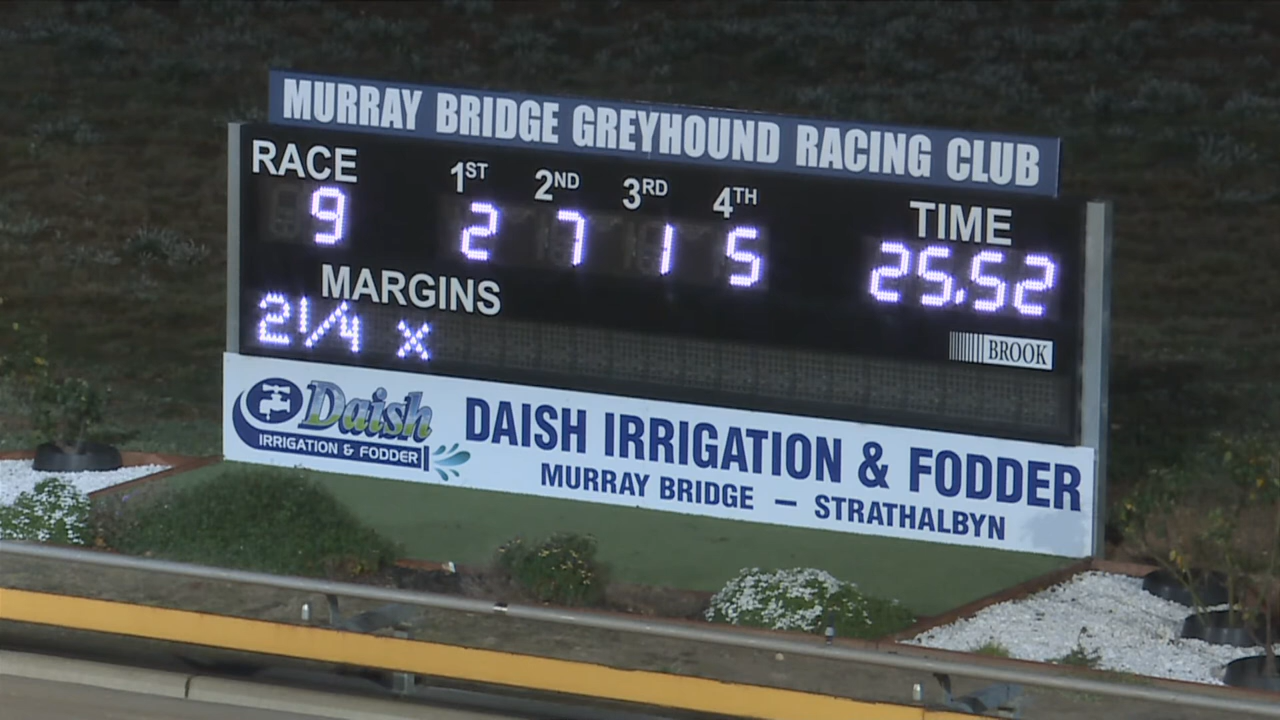 MURRAY BRIDGE GREYHOUND RACING CLUB
RACE 1ST 2ND 3RD 4TH TIME
9 2 7 1 5 25.52
MARGINS
2 1/4 x
BROOK
Daish
IRRIGATION & FODDER
DAISH IRRIGATION & FODDER
MURRAY BRIDGE – STRATHALBYN